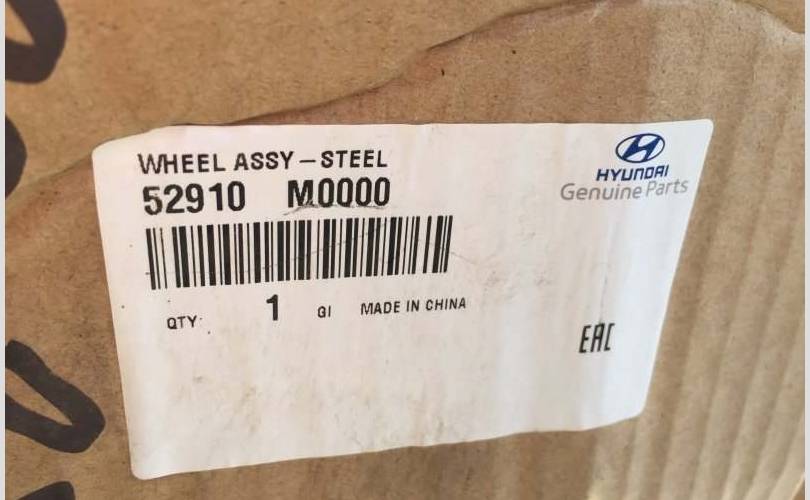 WHEEL ASSY – STEEL
52910 M0000
HYUNDAI
Genuine Parts
QTY: 1 GI MADE IN CHINA
EAC